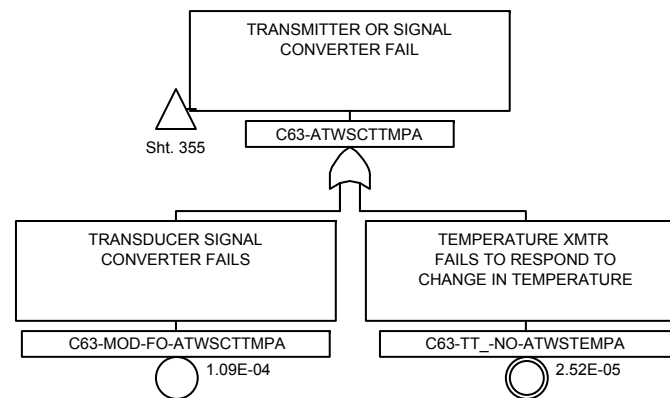 TRANSMITTER OR SIGNAL
CONVERTER FAIL
Sht. 355
C63-ATWSCTTMPA
TRANSDUCER SIGNAL
CONVERTER FAILS
C63-MOD-FO-ATWSCTTMPA
1.09E-04
TEMPERATURE XMTR
FAILS TO RESPOND TO
CHANGE IN TEMPERATURE
C63-TT_-NO-ATWSTEMPA
2.52E-05